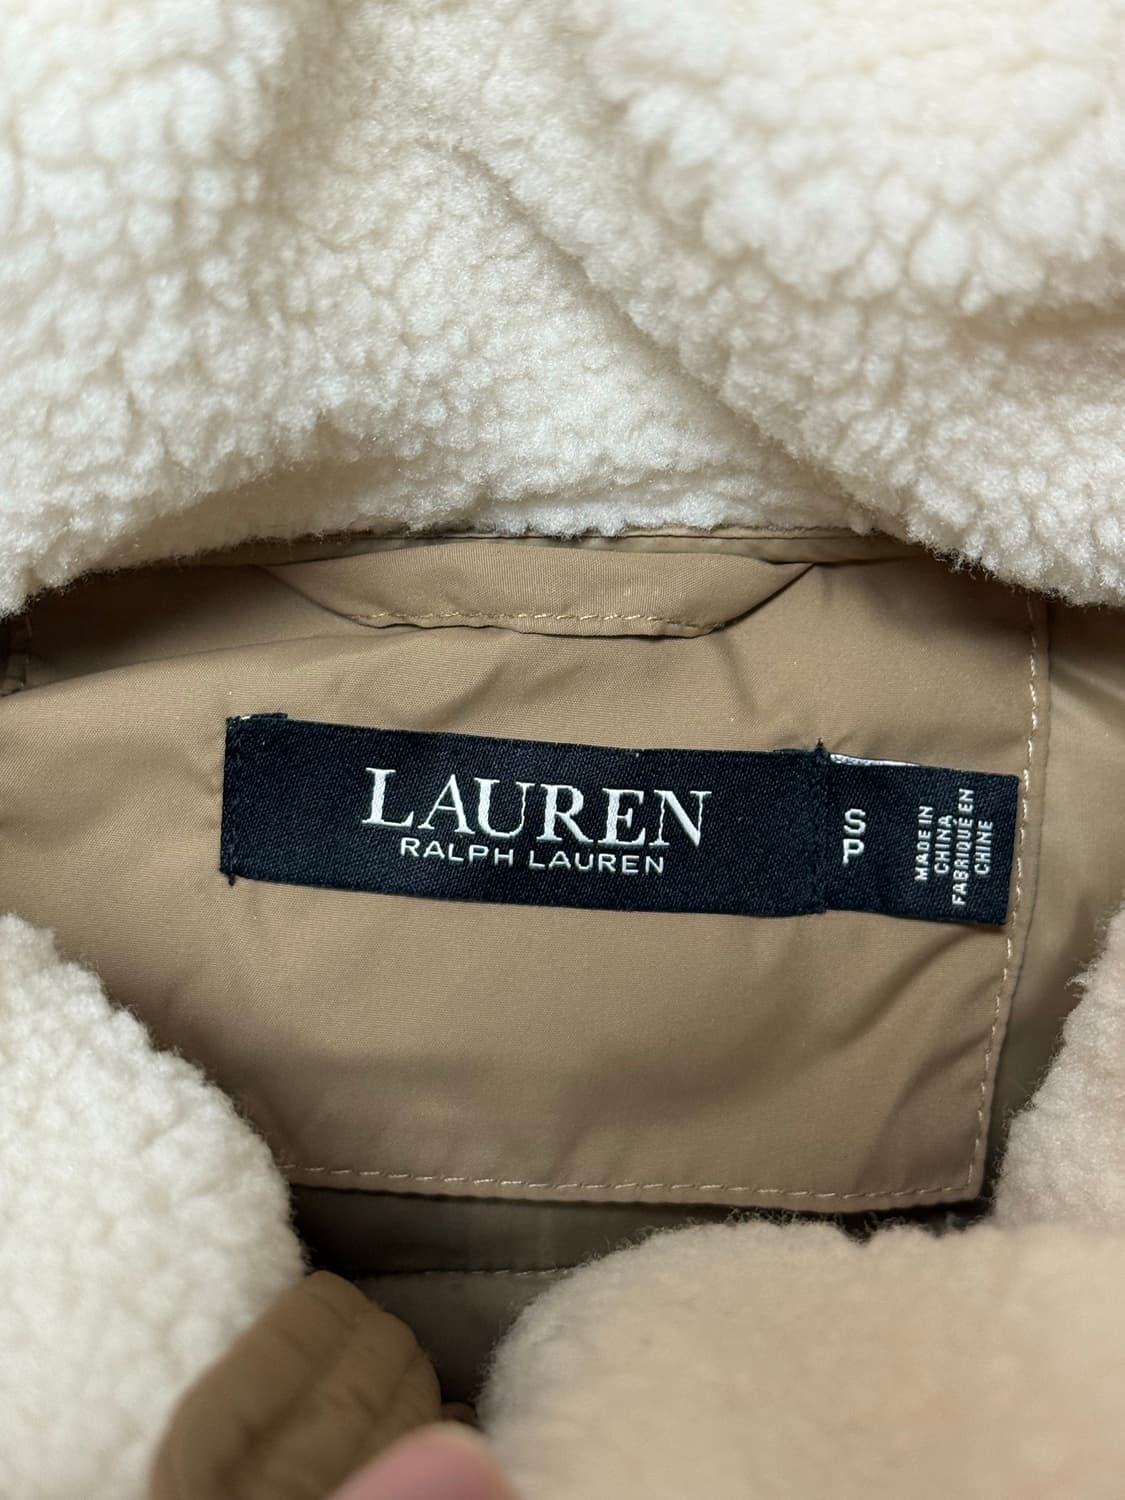 LAUREN
RALPH LAUREN
S
P
MADE IN
CHINA
FABRIQUÉ EN
CHINE